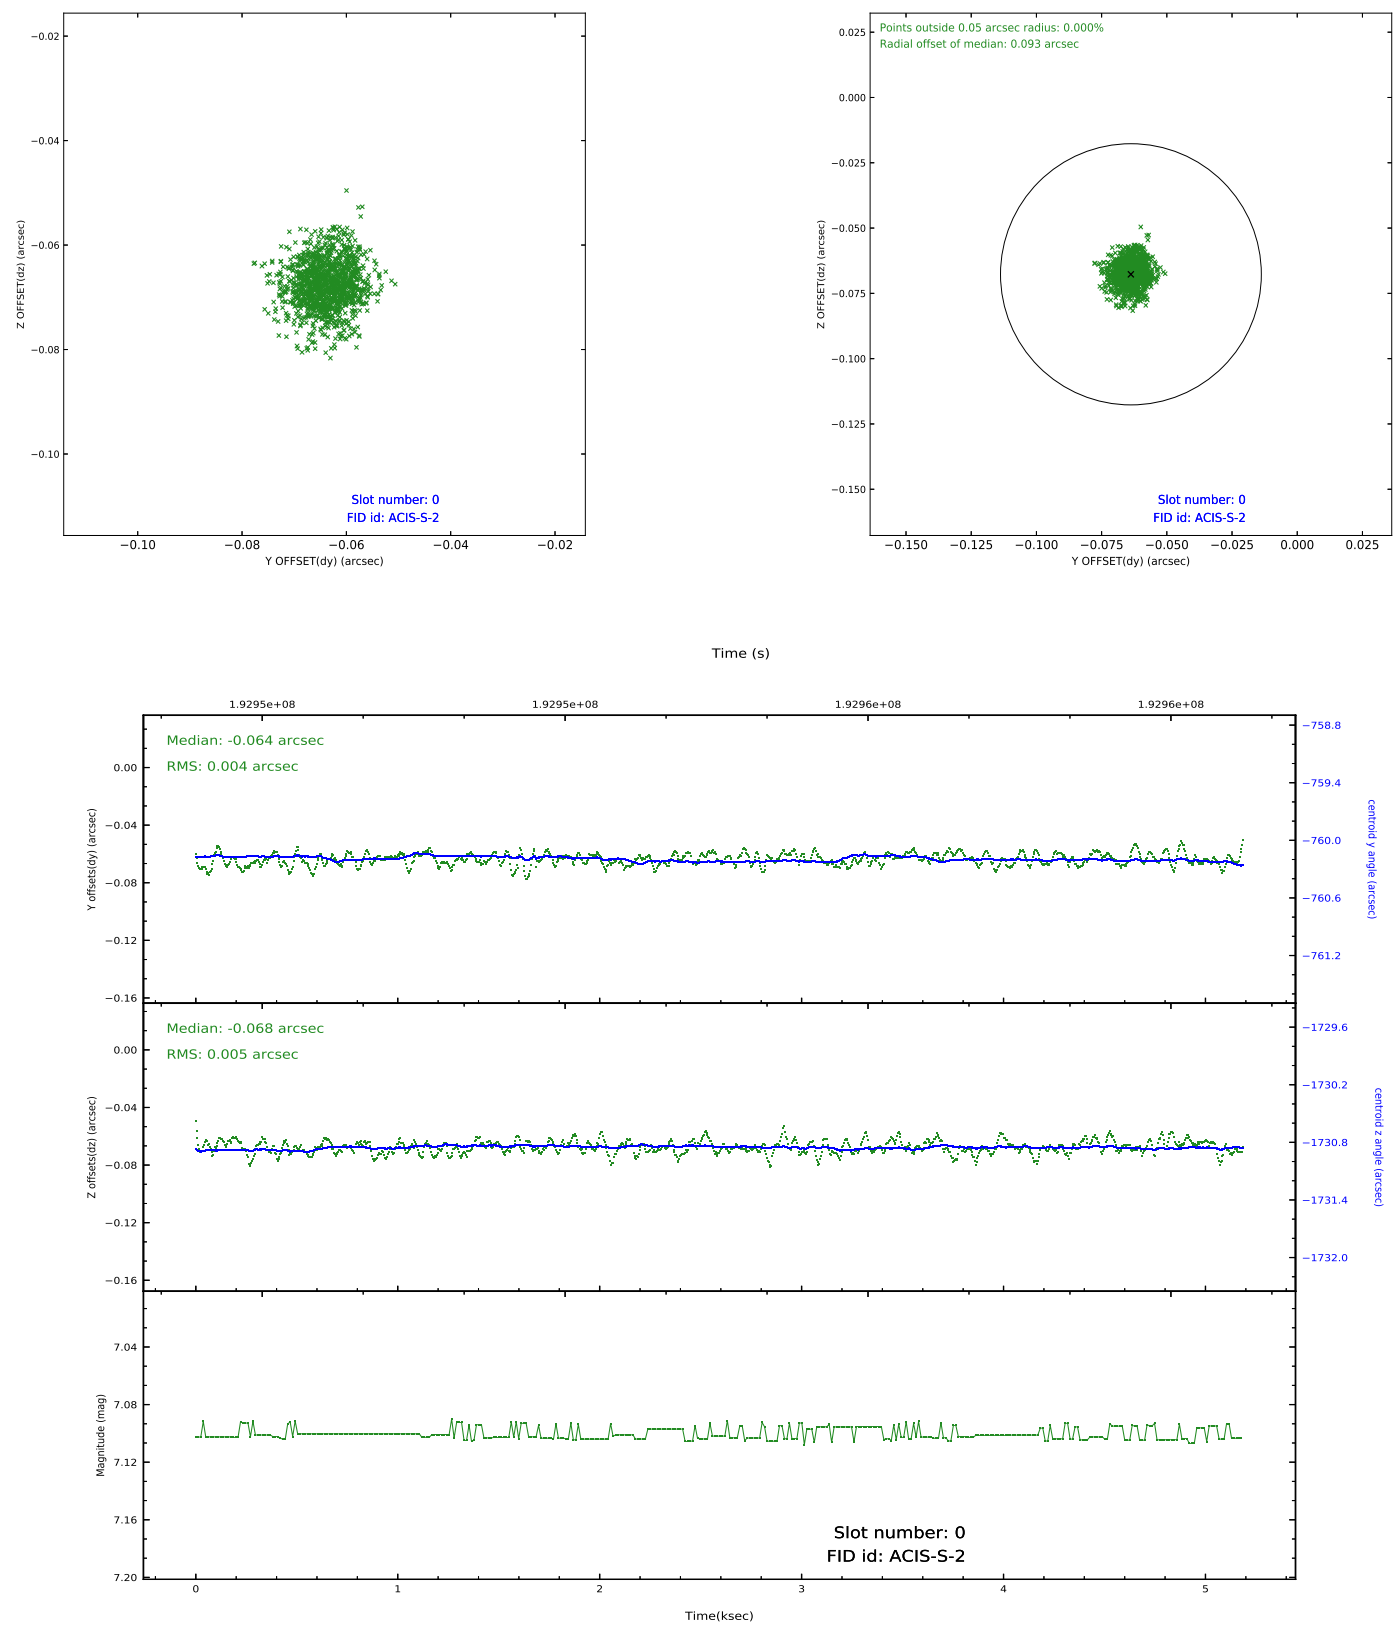 −0.02
−0.04
−0.06
−0.08
−0.10
Z OFFSET(dz) (arcsec)
Slot number: 0
FID id: ACIS-S-2
−0.10
−0.08
−0.06
−0.04
−0.02
Y OFFSET(dy) (arcsec)
Points outside 0.05 arcsec radius: 0.000%
Radial offset of median: 0.093 arcsec
0.025
0.000
−0.025
−0.050
−0.075
−0.100
−0.125
−0.150
Z OFFSET(dz) (arcsec)
Slot number: 0
FID id: ACIS-S-2
−0.150
−0.125
−0.100
−0.075
−0.050
−0.025
0.000
0.025
Y OFFSET(dy) (arcsec)
Time (s)
1.9295e+08
1.9295e+08
1.9296e+08
1.9296e+08
Median: -0.064 arcsec
RMS: 0.004 arcsec
0.00
−0.04
−0.08
−0.12
−0.16
Y offsets(dy) (arcsec)
−758.8
−759.4
−760.0
−760.6
−761.2
centroid y angle (arcsec)
Median: -0.068 arcsec
RMS: 0.005 arcsec
0.00
−0.04
−0.08
−0.12
−0.16
Z offsets(dz) (arcsec)
−1729.6
−1730.2
−1730.8
−1731.4
−1732.0
centroid z angle (arcsec)
7.04
7.08
7.12
7.16
7.20
Magnitude (mag)
Slot number: 0
FID id: ACIS-S-2
0
1
2
3
4
5
Time(ksec)